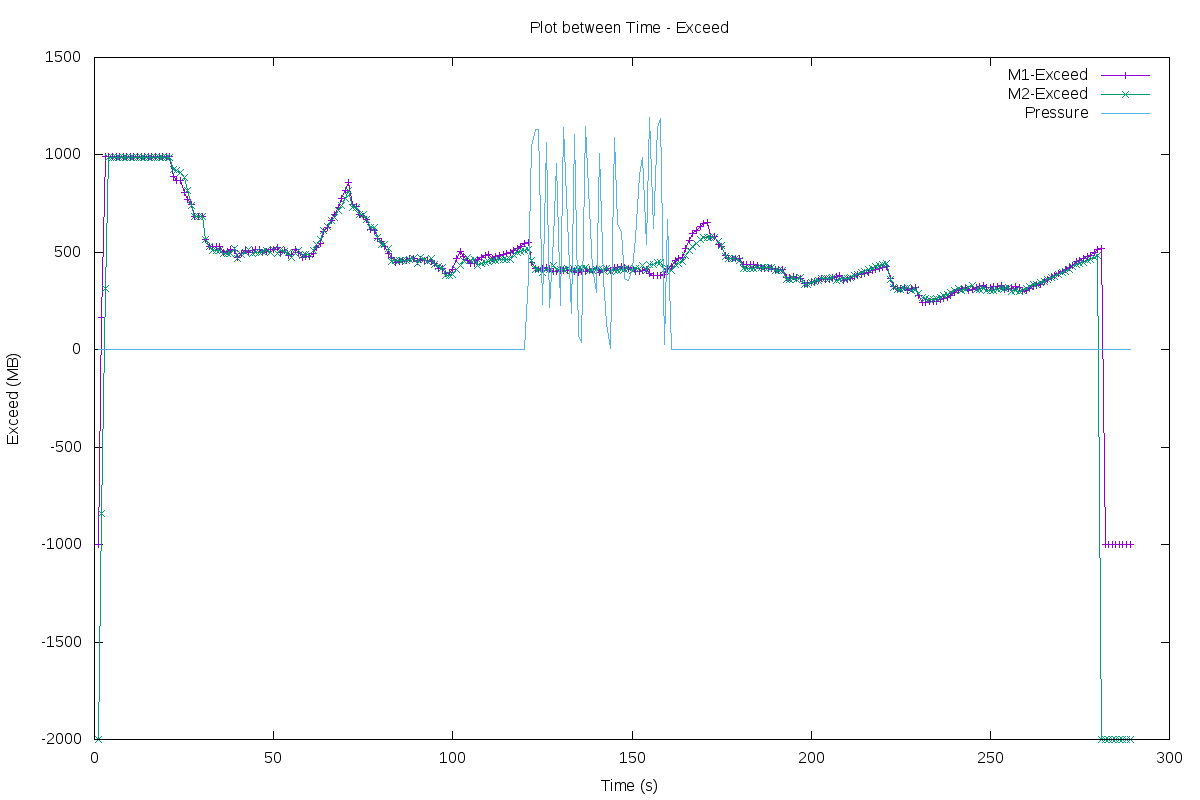 Plot between Time - Exceed
M1-Exceed
M2-Exceed
Pressure
1500
1000
500
0
-500
-1000
-1500
-2000
Exceed (MB)
0 50 100 150 200 250 300
Time (s)